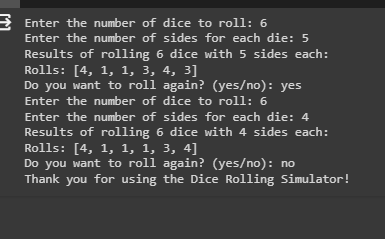 Enter the number of dice to roll: 6
Enter the number of sides for each die: 5
Results of rolling 6 dice with 5 sides each:
Rolls: [4, 1, 1, 3, 4, 3]
Do you want to roll again? (yes/no): yes
Enter the number of dice to roll: 6
Enter the number of sides for each die: 4
Results of rolling 6 dice with 4 sides each:
Rolls: [4, 1, 1, 1, 3, 4]
Do you want to roll again? (yes/no): no
Thank you for using the Dice Rolling Simulator!